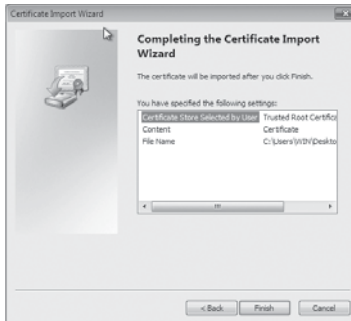 Certificate Import Wizard
Completing the Certificate Import
Wizard
The certificate will be imported after you click Finish.
You have specified the following settings:
Certificate Store Selected by User Trusted Root Certifica
Content Certificate
File Name C:\Users\WIN\Deskto
< Back Finish Cancel